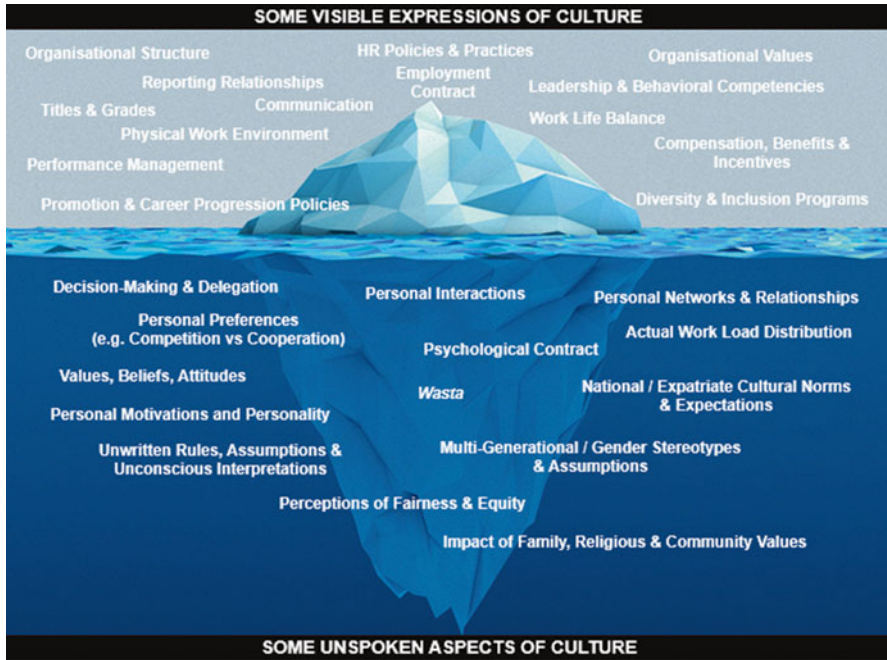 SOME VISIBLE EXPRESSIONS OF CULTURE
Organisational Structure
HR Policies & Practices
Organisational Values
Reporting Relationships
Employment
Contract
Leadership & Behavioral Competencies
Titles & Grades
Communication
Work Life Balance
Physical Work Environment
Compensation, Benefits &
Incentives
Performance Management
Promotion & Career Progression Policies
Diversity & Inclusion Programs
Decision-Making & Delegation
Personal Interactions
Personal Networks & Relationships
Personal Preferences
(e.g. Competition vs Cooperation)
Actual Work Load Distribution
Psychological Contract
Values, Beliefs, Attitudes
Wasta
National / Expatriate Cultural Norms
& Expectations
Personal Motivations and Personality
Unwritten Rules, Assumptions &
Unconscious Interpretations
Multi-Generational / Gender Stereotypes
& Assumptions
Perceptions of Fairness & Equity
Impact of Family, Religious & Community Values
SOME UNSPOKEN ASPECTS OF CULTURE